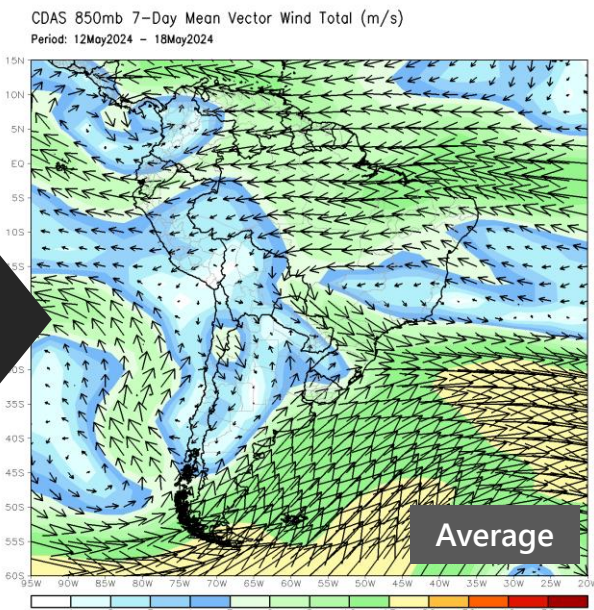 CDAS 850mb 7-Day Mean Vector Wind Total (m/s)
Period: 12May2024 - 18May2024
15N
10N
5N
EQ
5S
10S
35S
40S
45S
50S
55S
60S
95W 90W 85W 80W 75W 70W 65W 60W 55W 50W 45W 40W 35W 30W 25W 20W
Average